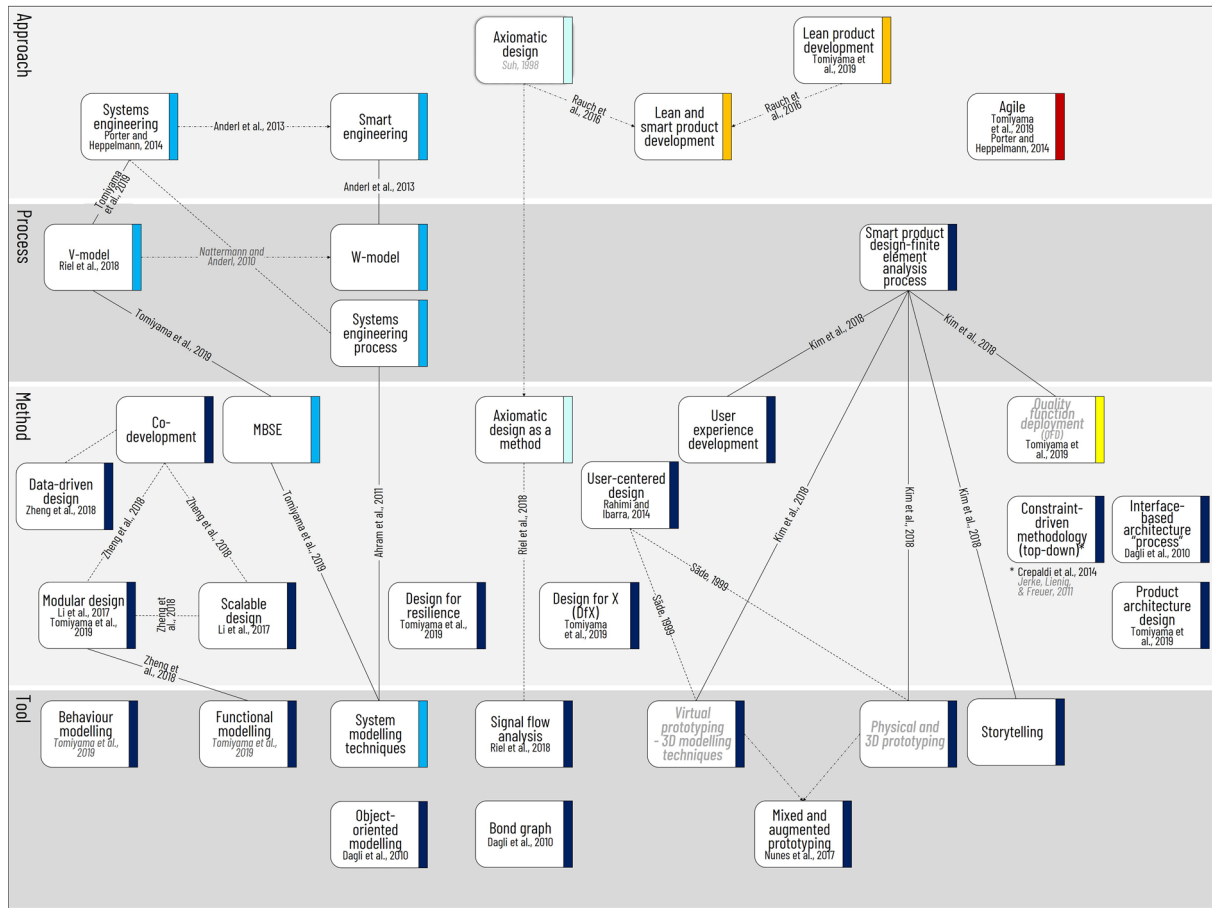 Approach
Axiomatic
design
Suh, 1998
Lean product
development
Tomiyama
et al., 2019
Systems
engineering
Porter and
Heppelmann, 2014
Anderl et al., 2013
Smart
engineering
Rauch et
al., 2016
Lean and
smart product
development
Rauch et
al., 2016
Agile
Tomiyama
et al., 2019
Porter and
Heppelmann, 2014
Tomiyama
et al., 2019
Anderl et al., 2013
Process
V-model
Riel et al., 2018
Nattermann and
Anderl, 2010
W-model
Smart product
design-finite
element
analysis
process
Systems
engineering
process
Tomiyama et al., 2019
Kim et al., 2018
Kim et al., 2018
Method
Co-
development
MBSE
Axiomatic
design as a
method
User
experience
development
Quality
function
deployment
(QFD)
Tomiyama
et al., 2019
Data-driven
design
Zheng et al., 2018
User-centered
design
Rahimi and
Ibarra, 2014
Zheng et al., 2018
Zheng et al., 2018
Tomiyama et al., 2019
Ahram et al., 2011
Riel et al., 2018
Kim et al., 2018
Kim et al., 2018
Kim et al., 2018
Constraint-
driven
methodology
(top-down)*
* Crepaldi et al., 2014
Jerke, Lienig,
& Freuer, 2011
Interface-
based
architecture
"process"
Dagli et al., 2010
Modular design
Li et al., 2017
Tomiyama et
al., 2019
Zheng et
al., 2018
Scalable
design
Li et al., 2017
Design for
resilience
Tomiyama et
al., 2019
Design for X
(DfX)
Tomiyama
et al., 2019
Säde, 1999
Säde, 1999
Product
architecture
design
Tomiyama
et al., 2019
Zheng et
al., 2018
Tool
Behaviour
modelling
Tomiyama et al.,
2019
Functional
modelling
Tomiyama et al.,
2019
System
modelling
techniques
Signal flow
analysis
Riel et al., 2018
Virtual
prototyping
- 3D modelling
techniques
Physical and
3D prototyping
Storytelling
Object-
oriented
modelling
Dagli et al., 2010
Bond graph
Dagli et al., 2010
Mixed and
augmented
prototyping
Nunes et al., 2017